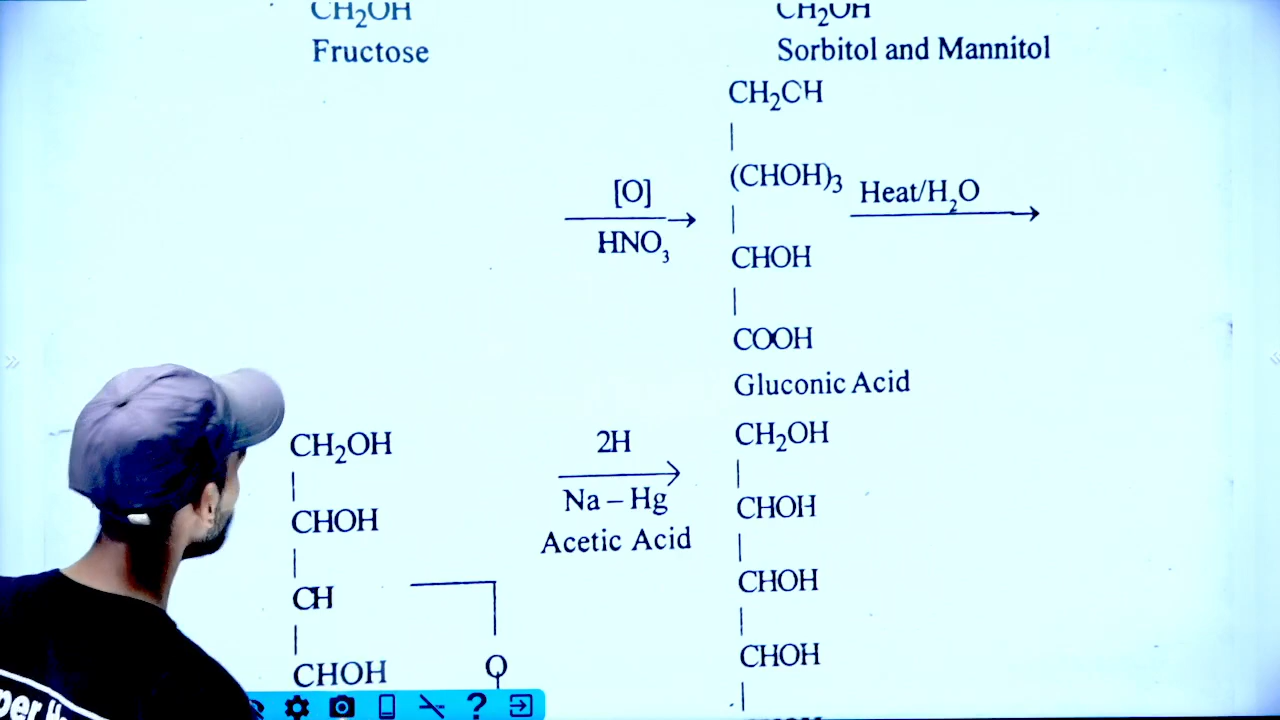 CH₂OH
Fructose
CH₂OH
Sorbitol and Mannitol
[O]
HNO₃
CH₂CH
|
(CHOH)₃
|
CHOH
|
COOH
Gluconic Acid
Heat/H₂O
CH₂OH
|
CHOH
|
CH
|
CHOH
O
2H
Na – Hg
Acetic Acid
CH₂OH
|
CHOH
|
CHOH
|
CHOH
|
?